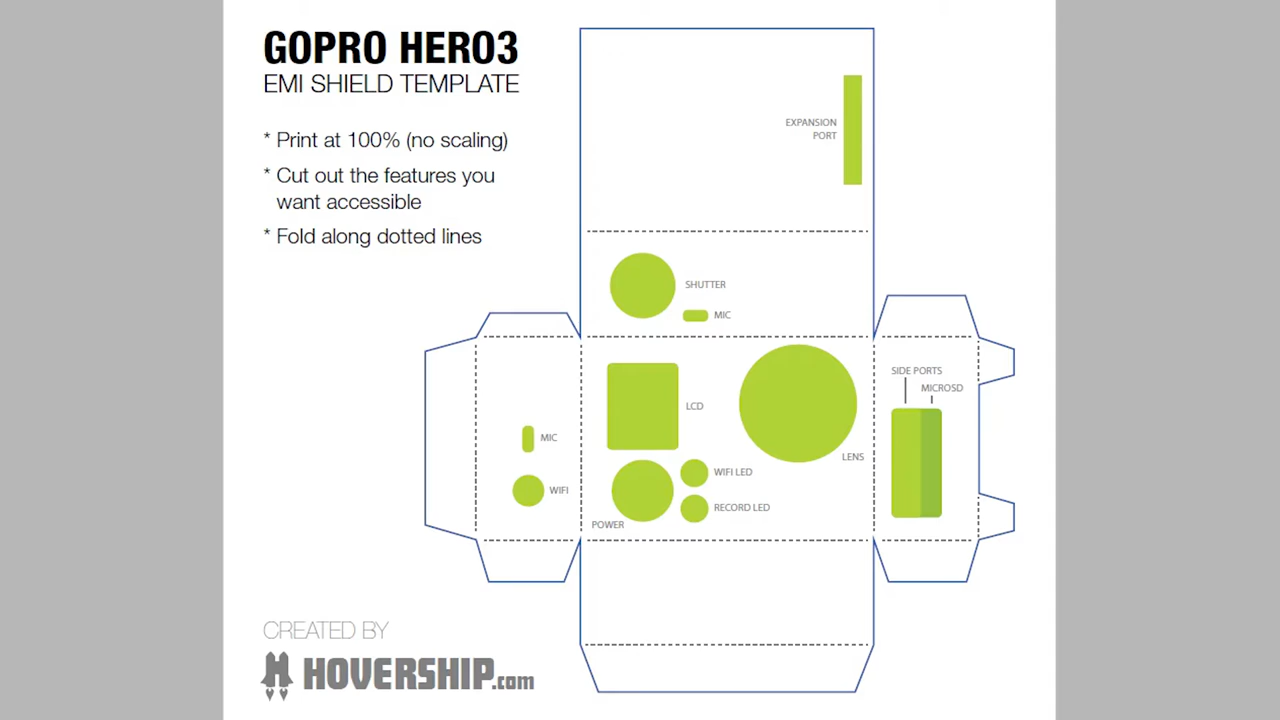 GOPRO HERO3
EMI SHIELD TEMPLATE
* Print at 100% (no scaling)
* Cut out the features you
want accessible
* Fold along dotted lines
EXPANSION
PORT
SHUTTER
MIC
SIDE PORTS
MICROSD
LCD
MIC
LENS
WIFI LED
WIFI
RECORD LED
POWER
CREATED BY
HOVERSHIP.com